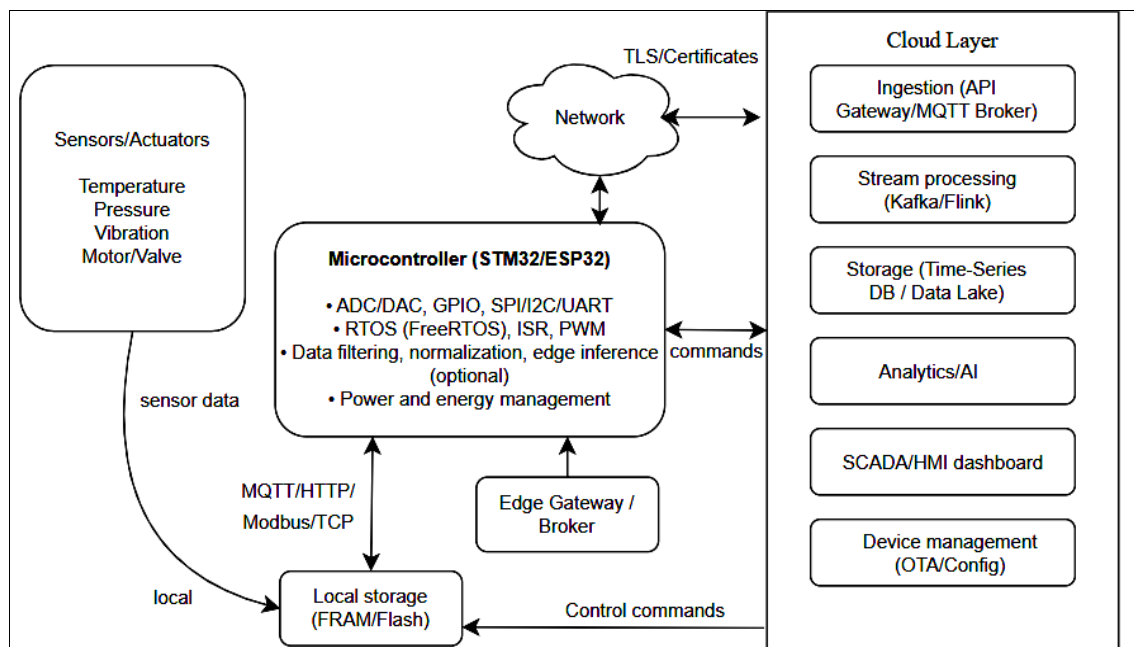 Sensors/Actuators
Temperature
Pressure
Vibration
Motor/Valve
TLS/Certificates
Network
Microcontroller (STM32/ESP32)
• ADC/DAC, GPIO, SPI/I2C/UART
• RTOS (FreeRTOS), ISR, PWM
• Data filtering, normalization, edge inference
(optional)
• Power and energy management
commands
sensor data
MQTT/HTTP/
Modbus/TCP
Edge Gateway /
Broker
local
Local storage
(FRAM/Flash)
Control commands
Cloud Layer
Ingestion (API
Gateway/MQTT Broker)
Stream processing
(Kafka/Flink)
Storage (Time-Series
DB / Data Lake)
Analytics/AI
SCADA/HMI dashboard
Device management
(OTA/Config)